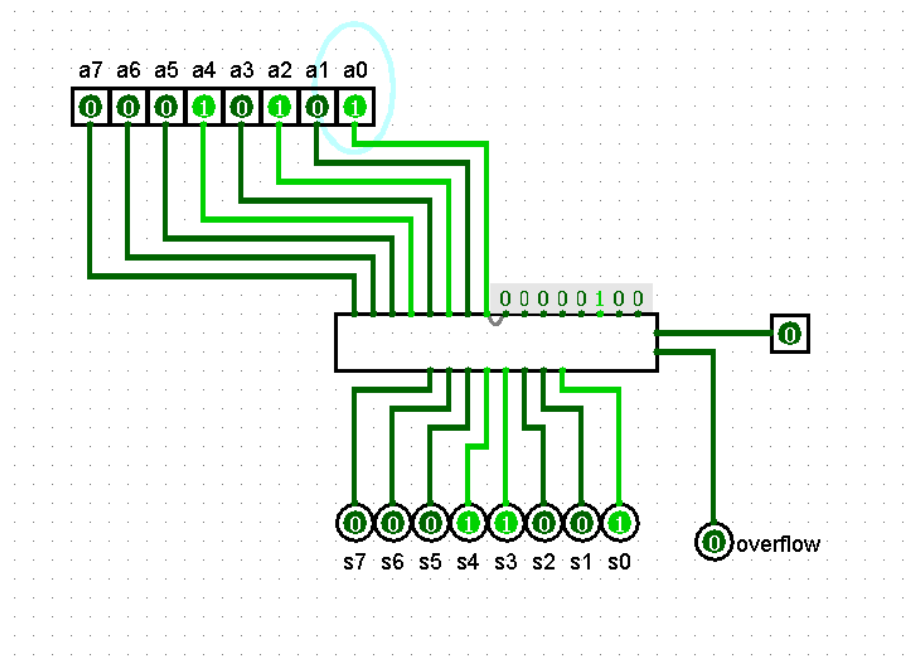 a7 a6 a5 a4 a3 a2 a1 a0
0 0 0 1 0 1 0 1
0 0 0 0 0 1 0 0
0
0 0 0 1 1 0 0 1
0 overflow
s7 s6 s5 s4 s3 s2 s1 s0